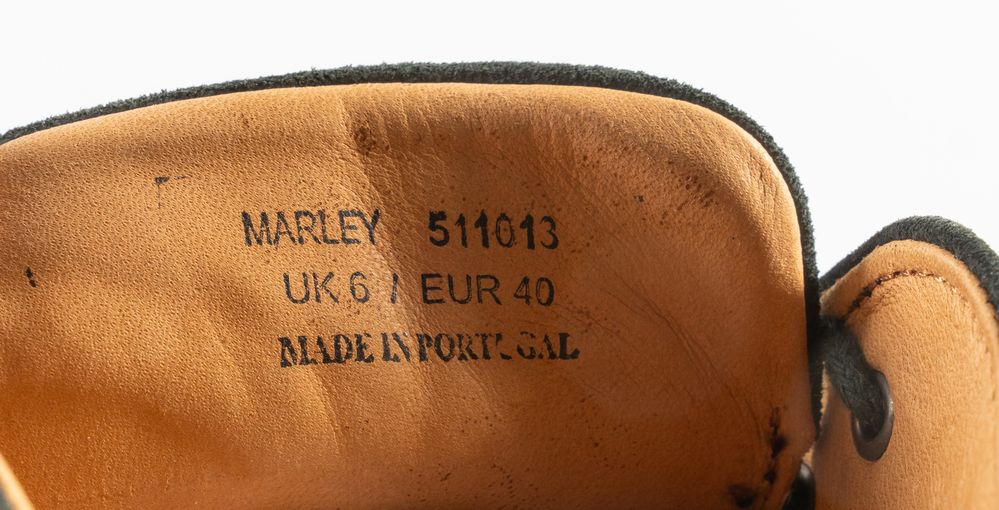 MARLEY 511013
UK 6 / EUR 40
MADE IN PORTUGAL